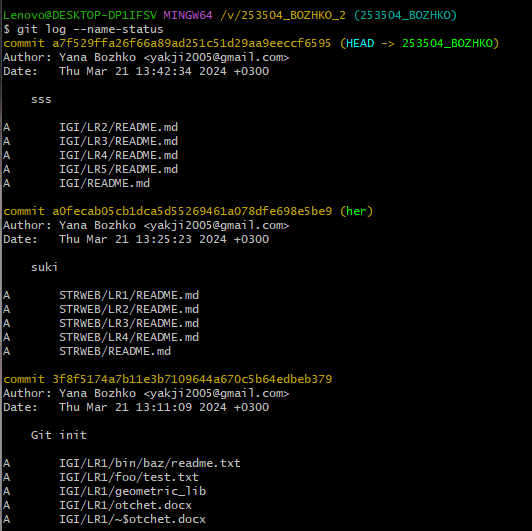 Lenovo@DESKTOP-DP1IFSV MINGW64 /v/253504_BOZHKO_2 (253504_BOZHKO)
$ git log --name-status
commit a7f529ffa26f66a89ad251c51d29aa9eeccf6595 (HEAD -> 253504_BOZHKO)
Author: Yana Bozhko <yakji2005@gmail.com>
Date:   Thu Mar 21 13:42:34 2024 +0300

    sss

A       IGI/LR2/README.md
A       IGI/LR3/README.md
A       IGI/LR4/README.md
A       IGI/LR5/README.md
A       IGI/README.md

commit a0fecab05cb1dca5d55269461a078dfe698e5be9 (her)
Author: Yana Bozhko <yakji2005@gmail.com>
Date:   Thu Mar 21 13:25:23 2024 +0300

    suki

A       STRWEB/LR1/README.md
A       STRWEB/LR2/README.md
A       STRWEB/LR3/README.md
A       STRWEB/LR4/README.md
A       STRWEB/README.md

commit 3f8f5174a7b11e3b7109644a670c5b64edbeb379
Author: Yana Bozhko <yakji2005@gmail.com>
Date:   Thu Mar 21 13:11:09 2024 +0300

    Git init

A       IGI/LR1/bin/baz/readme.txt
A       IGI/LR1/foo/test.txt
A       IGI/LR1/geometric_lib
A       IGI/LR1/otchet.docx
A       IGI/LR1/~$otchet.docx